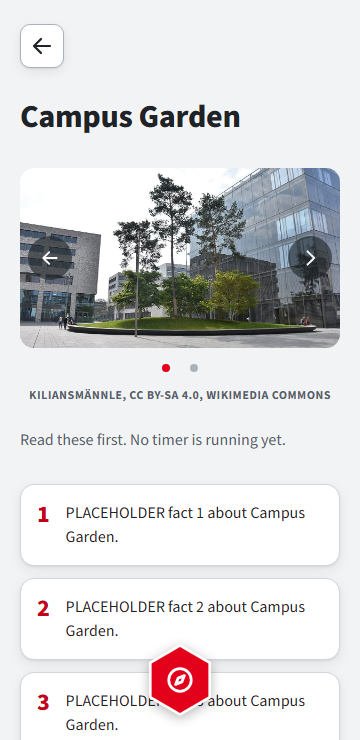 Campus Garden
KILIANSMÄNNLE, CC BY-SA 4.0, WIKIMEDIA COMMONS
Read these first. No timer is running yet.
1 PLACEHOLDER fact 1 about Campus
Garden.
2 PLACEHOLDER fact 2 about Campus
Garden.
3 PLACEHOLDER about Campus
Garden.